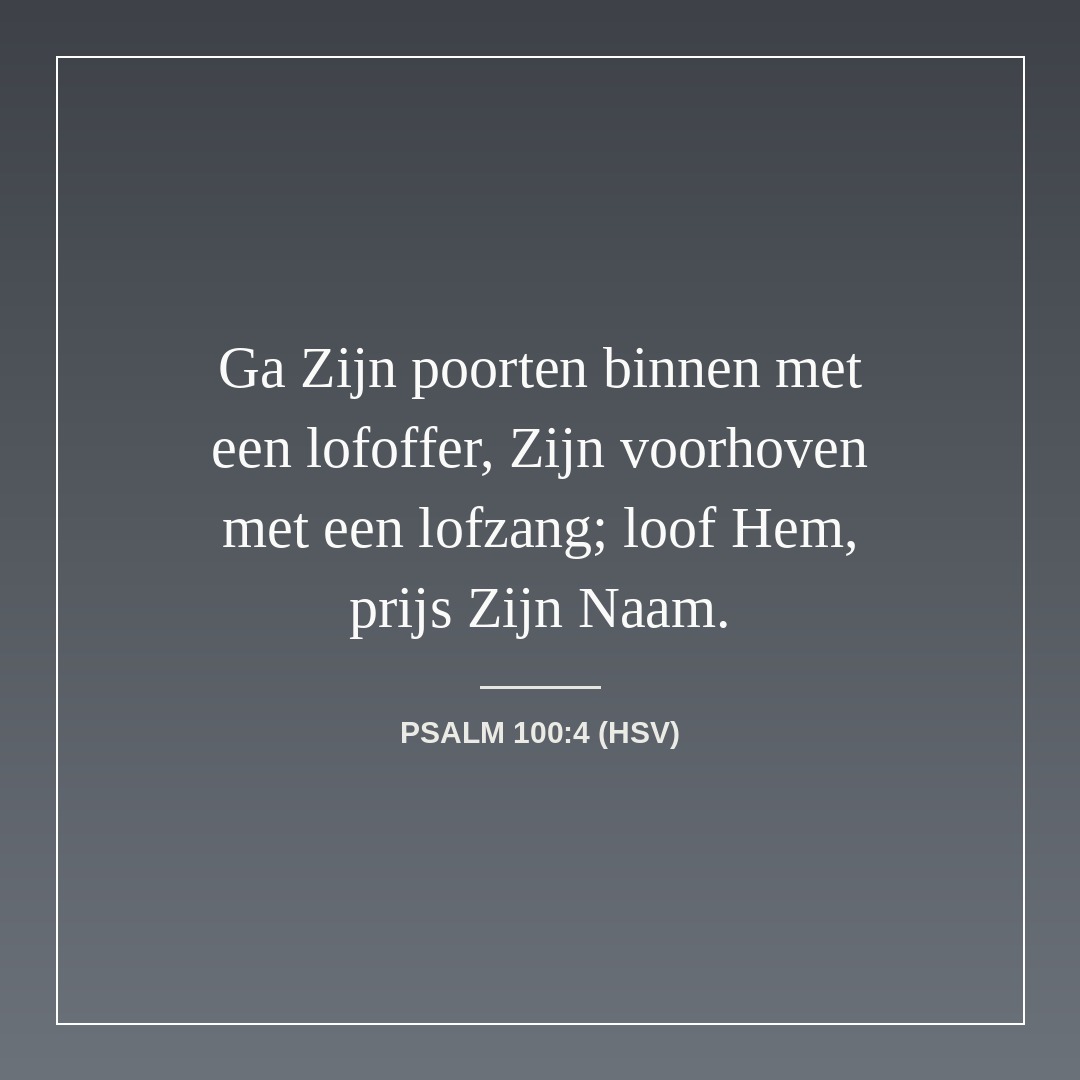 Ga Zijn poorten binnen met
een lofoffer, Zijn voorhoven
met een lofzang; loof Hem,
prijs Zijn Naam.
PSALM 100:4 (HSV)